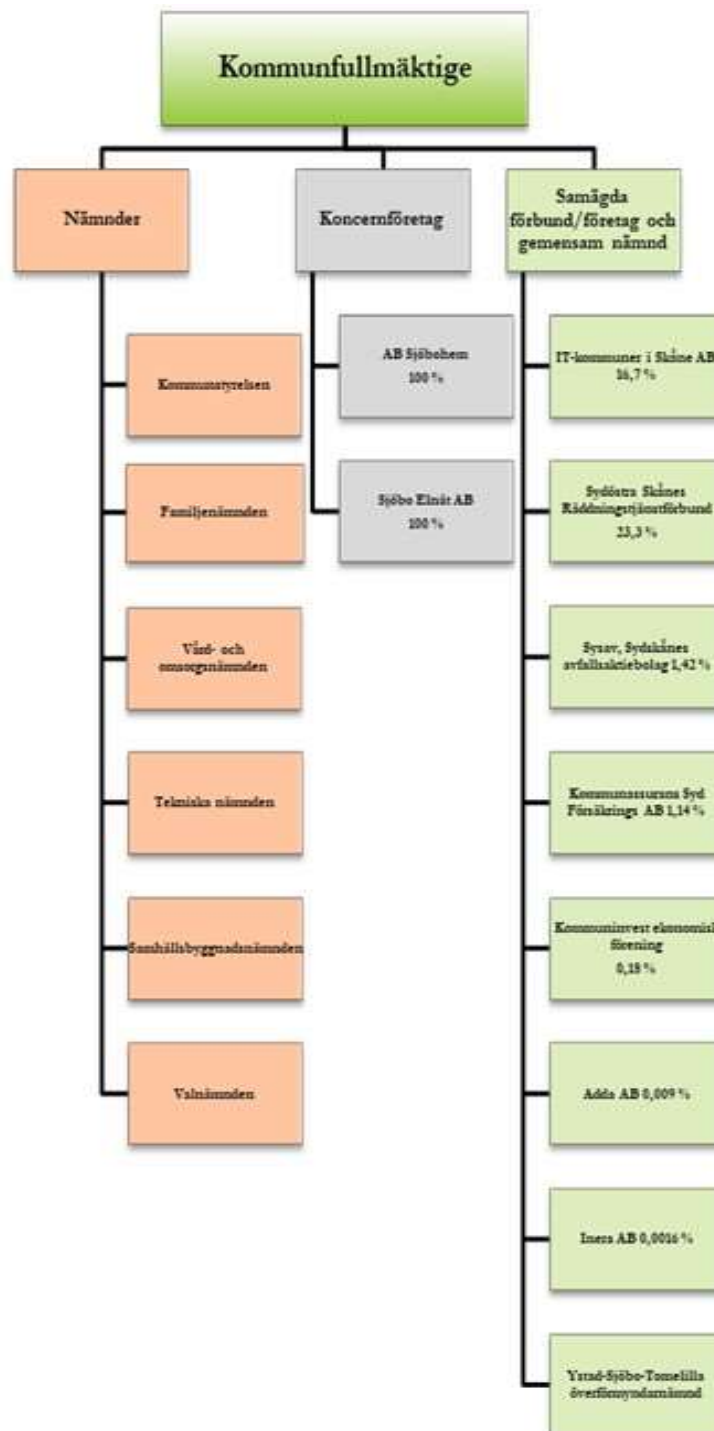 Kommunfullmäktige
Nämnder
Kommunstyrelsen
Familjenämnden
Vård- och
omsorgsnämnden
Tekniska nämnden
Samhällsbyggnadsnämnden
Valnämnden
Koncernföretag
AB Sjöbohem
100 %
Sjöbo Elnät AB
100 %
Samägda
förbund/företag och
gemensam nämnd
IT-kommuner i Skåne AB
16,7 %
Sydöstra Skånes
Räddningstjänstförbund
23,3 %
Sysav, Sydskånes
avfallsaktiebolag 1,42 %
Kommunassurans Syd
Försäkrings AB 1,14 %
Kommuninvest ekonomisk
förening
0,18 %
Adda AB 0,009 %
Inera AB 0,0016 %
Ystad-Sjöbo-Tomelilla
överförmyndarnämnd